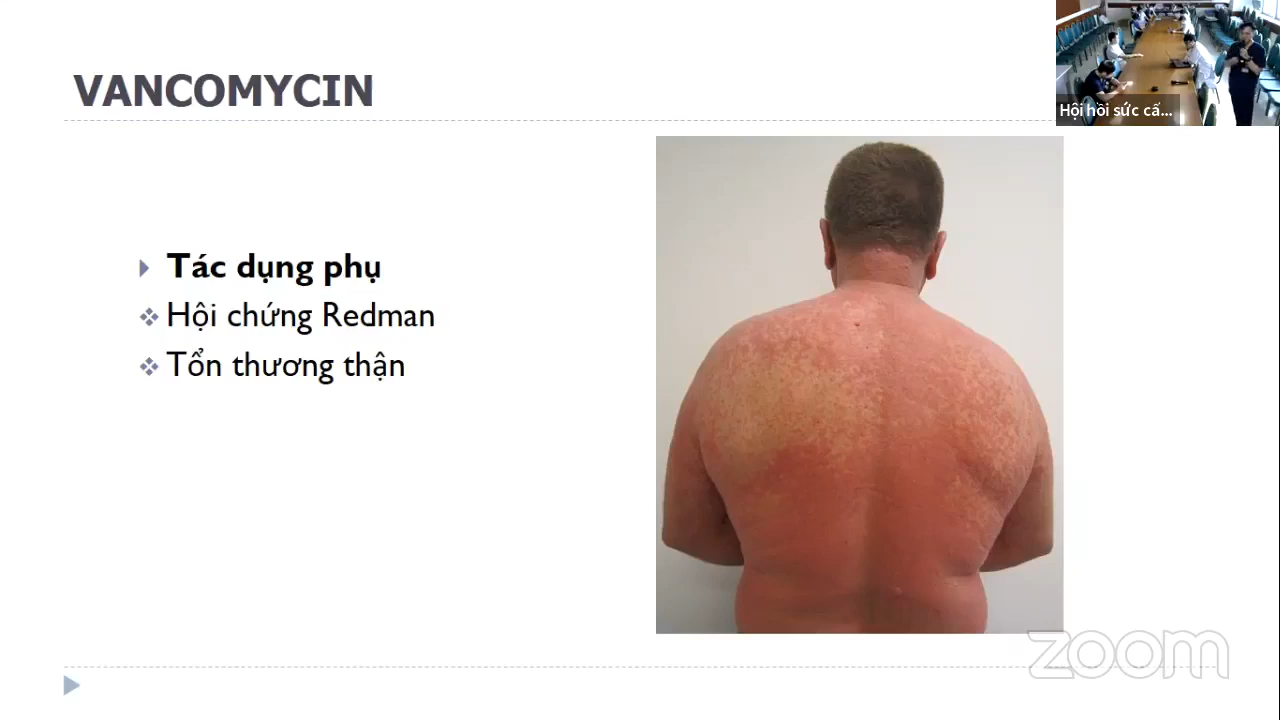 VANCOMYCIN
Hội hồi sức cấ...
Tác dụng phụ
Hội chứng Redman
Tổn thương thận
zoom